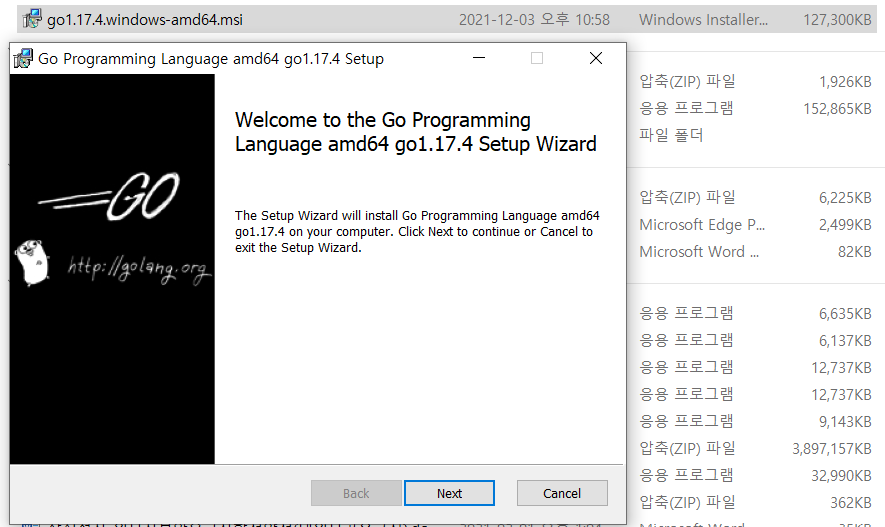 go1.17.4.windows-amd64.msi 2021-12-03 오후 10:58 Windows Installer... 127,300KB
Go Programming Language amd64 go1.17.4 Setup
압축(ZIP) 파일 1,926KB
응용 프로그램 152,865KB
파일 폴더
Welcome to the Go Programming
Language amd64 go1.17.4 Setup Wizard
GO
http://golang.org
The Setup Wizard will install Go Programming Language amd64
go1.17.4 on your computer. Click Next to continue or Cancel to
exit the Setup Wizard.
압축(ZIP) 파일 6,225KB
Microsoft Edge P... 2,499KB
Microsoft Word ... 82KB
응용 프로그램 6,635KB
응용 프로그램 6,137KB
응용 프로그램 12,737KB
응용 프로그램 12,737KB
응용 프로그램 9,143KB
압축(ZIP) 파일 3,897,157KB
응용 프로그램 32,990KB
압축(ZIP) 파일 362KB
Back Next Cancel